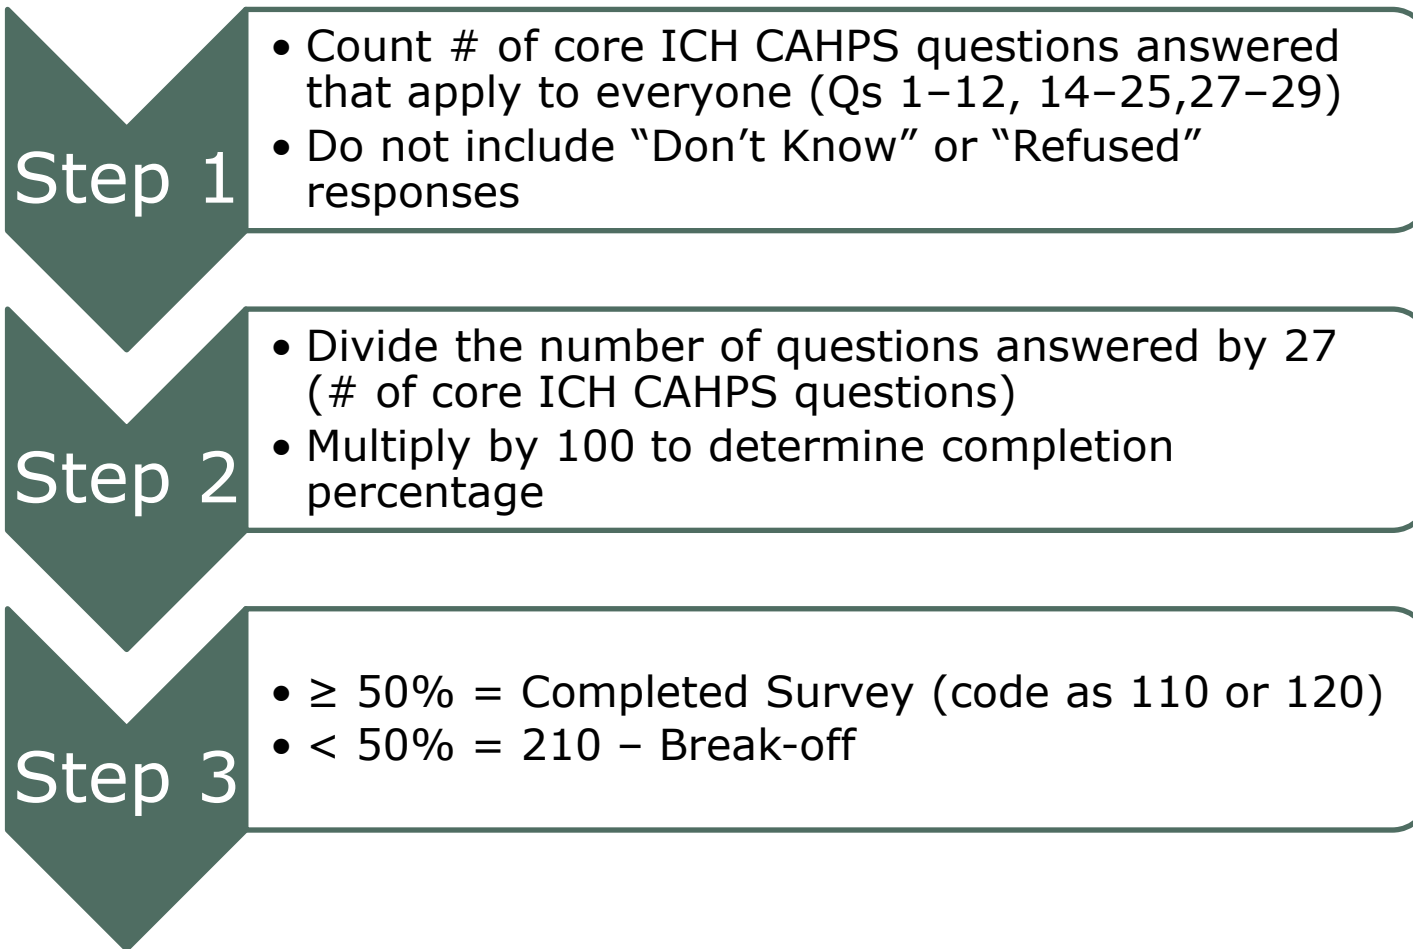 Step 1
• Count # of core ICH CAHPS questions answered
that apply to everyone (Qs 1–12, 14–25,27–29)
• Do not include “Don’t Know” or “Refused”
responses
Step 2
• Divide the number of questions answered by 27
(# of core ICH CAHPS questions)
• Multiply by 100 to determine completion
percentage
Step 3
• ≥ 50% = Completed Survey (code as 110 or 120)
• < 50% = 210 – Break-off